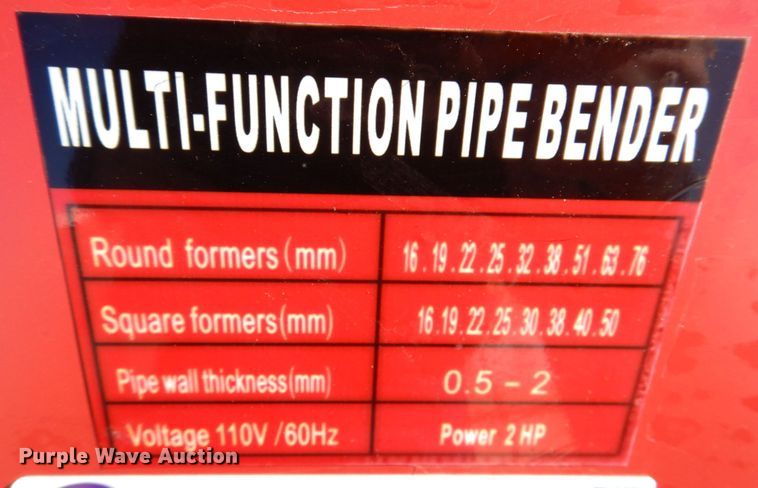 MULTI-FUNCTION PIPE BENDER
Round formers(mm) 16.19.22.25.32.38.51.63.76
Square formers(mm) 16.19.22.25.30.38.40.50
Pipe wall thickness(mm) 0.5 - 2
Voltage 110V /60Hz Power 2 HP
Purple Wave Auction